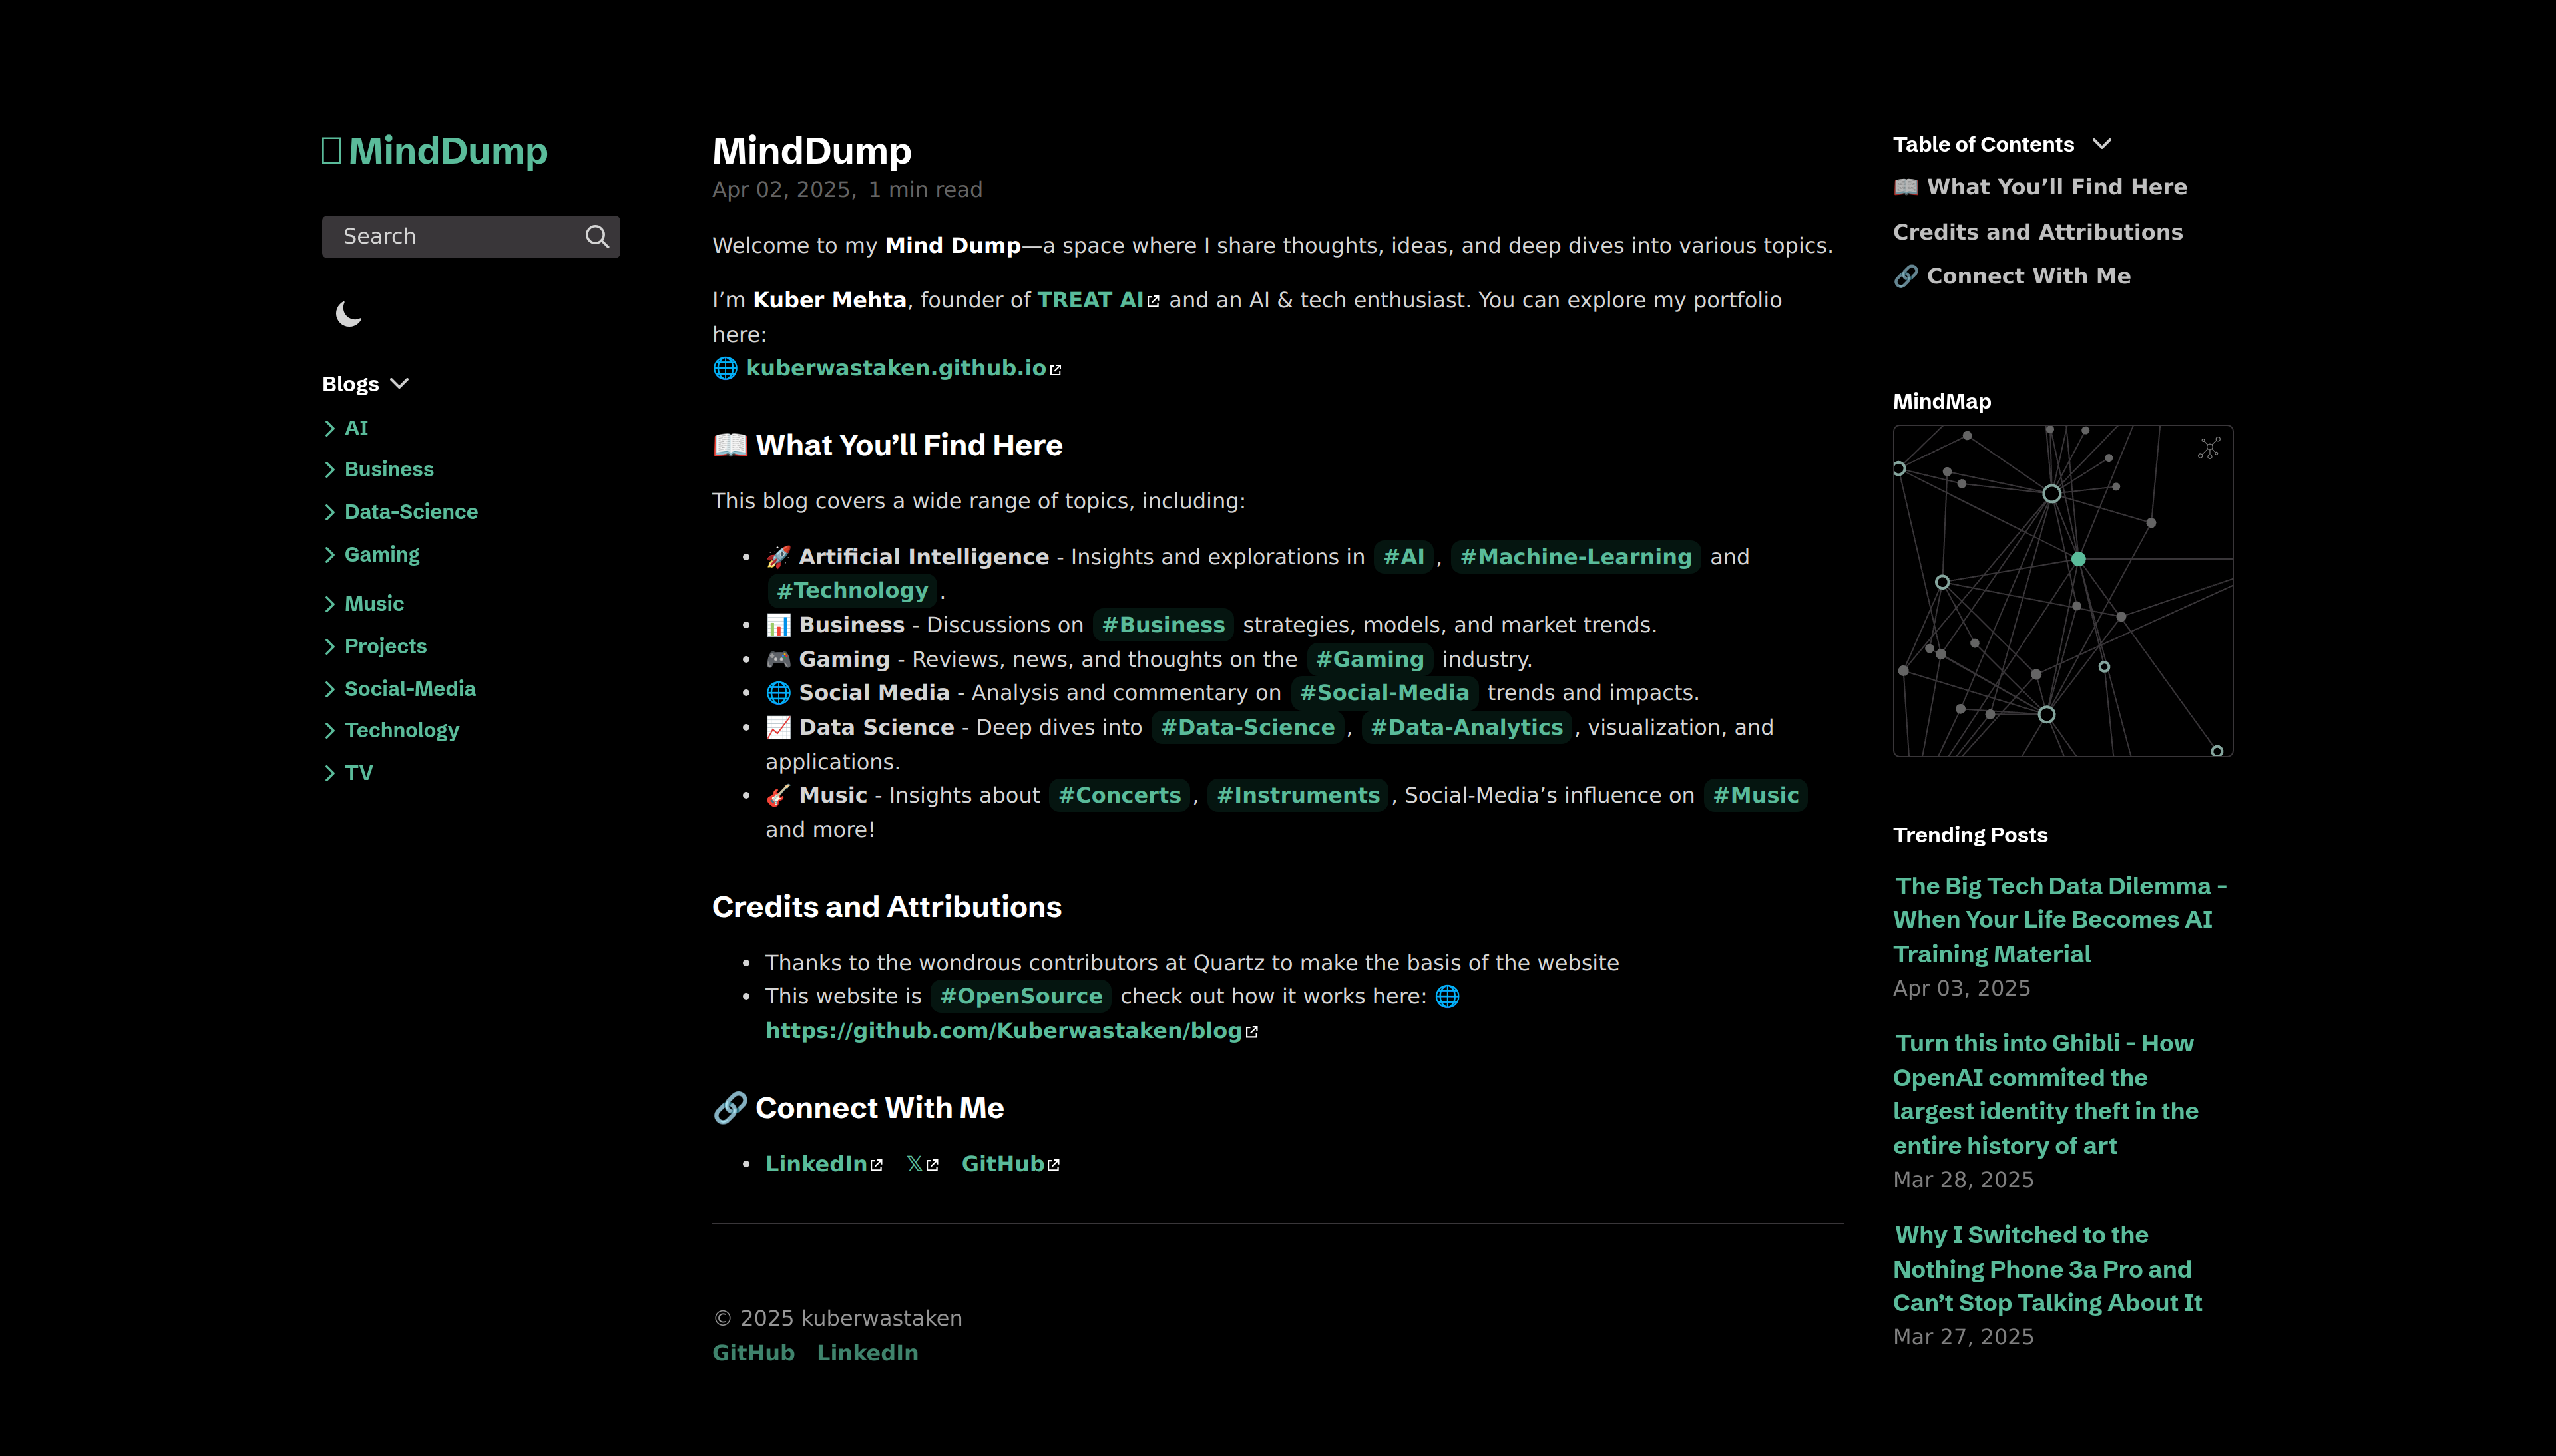 MindDump
Search
Blogs
AI
Business
Data-Science
Gaming
Music
Projects
Social-Media
Technology
TV
MindDump
Apr 02, 2025, 1 min read
Welcome to my Mind Dump—a space where I share thoughts, ideas, and deep dives into various topics.
I’m Kuber Mehta, founder of TREAT AI and an AI & tech enthusiast. You can explore my portfolio
here:
🌐 kuberwastaken.github.io
📖 What You’ll Find Here
This blog covers a wide range of topics, including:
• 🚀 Artificial Intelligence - Insights and explorations in #AI, #Machine-Learning and
#Technology.
• 📊 Business - Discussions on #Business strategies, models, and market trends.
• 🎮 Gaming - Reviews, news, and thoughts on the #Gaming industry.
• 🌐 Social Media - Analysis and commentary on #Social-Media trends and impacts.
• 📈 Data Science - Deep dives into #Data-Science, #Data-Analytics, visualization, and
applications.
• 🎸 Music - Insights about #Concerts, #Instruments, Social-Media’s influence on #Music
and more!
Credits and Attributions
• Thanks to the wondrous contributors at Quartz to make the basis of the website
• This website is #OpenSource check out how it works here: 🌐
https://github.com/Kuberwastaken/blog
🔗 Connect With Me
• LinkedIn 𝕏 GitHub
© 2025 kuberwastaken
GitHub LinkedIn
Table of Contents
📖 What You’ll Find Here
Credits and Attributions
🔗 Connect With Me
MindMap
Trending Posts
The Big Tech Data Dilemma -
When Your Life Becomes AI
Training Material
Apr 03, 2025
Turn this into Ghibli - How
OpenAI commited the
largest identity theft in the
entire history of art
Mar 28, 2025
Why I Switched to the
Nothing Phone 3a Pro and
Can’t Stop Talking About It
Mar 27, 2025